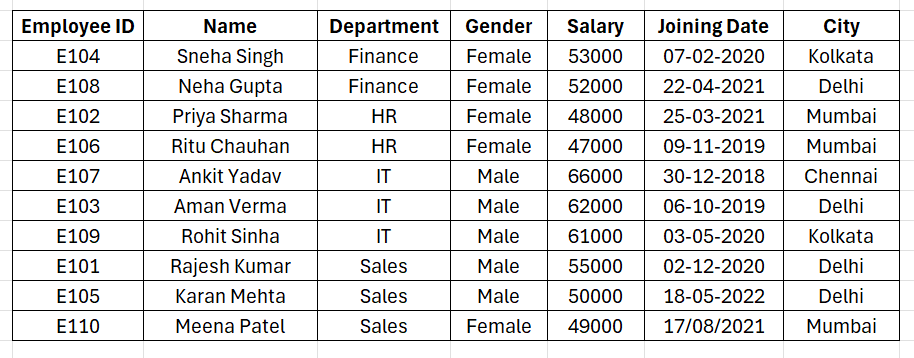 Employee ID Name Department Gender Salary Joining Date City
E104 Sneha Singh Finance Female 53000 07-02-2020 Kolkata
E108 Neha Gupta Finance Female 52000 22-04-2021 Delhi
E102 Priya Sharma HR Female 48000 25-03-2021 Mumbai
E106 Ritu Chauhan HR Female 47000 09-11-2019 Mumbai
E107 Ankit Yadav IT Male 66000 30-12-2018 Chennai
E103 Aman Verma IT Male 62000 06-10-2019 Delhi
E109 Rohit Sinha IT Male 61000 03-05-2020 Kolkata
E101 Rajesh Kumar Sales Male 55000 02-12-2020 Delhi
E105 Karan Mehta Sales Male 50000 18-05-2022 Delhi
E110 Meena Patel Sales Female 49000 17/08/2021 Mumbai